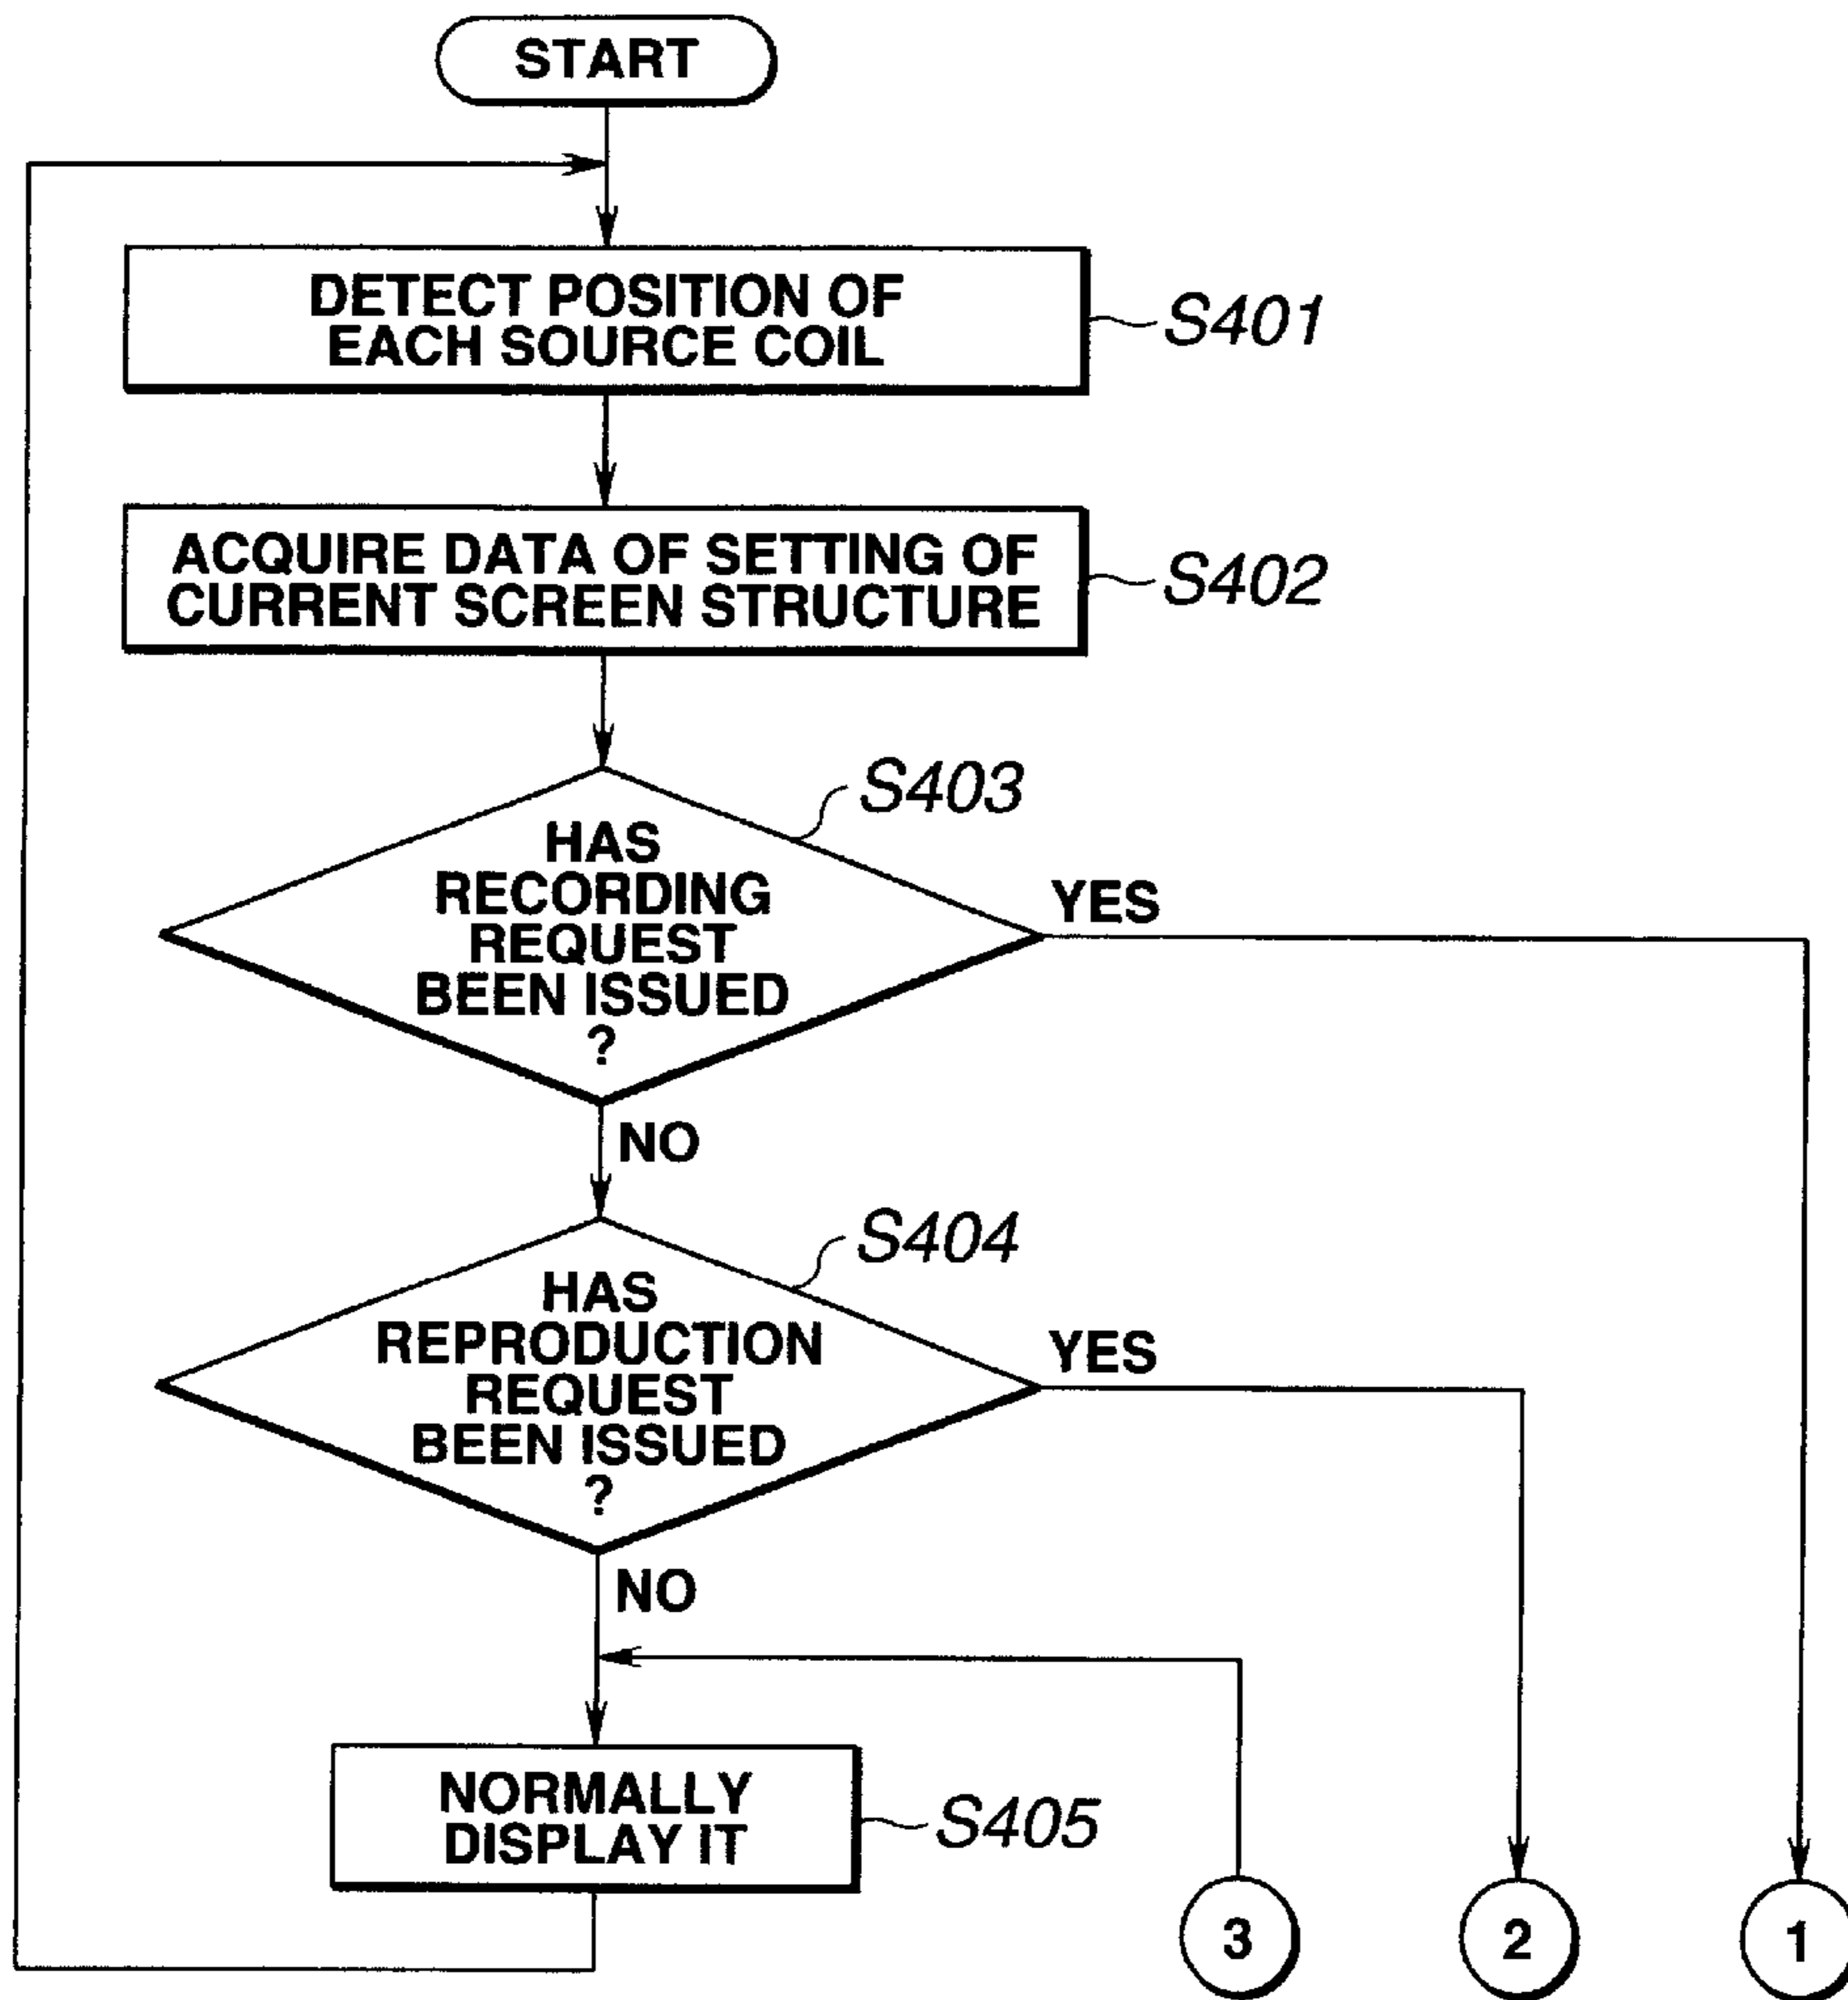 START
DETECT POSITION OF
EACH SOURCE COIL
S401
ACQUIRE DATA OF SETTING OF
CURRENT SCREEN STRUCTURE
S402
S403
HAS
RECORDING
REQUEST
BEEN ISSUED
?
YES
NO
S404
HAS
REPRODUCTION
REQUEST
BEEN ISSUED
?
YES
NO
NORMALLY
DISPLAY IT
S405
3
2
1